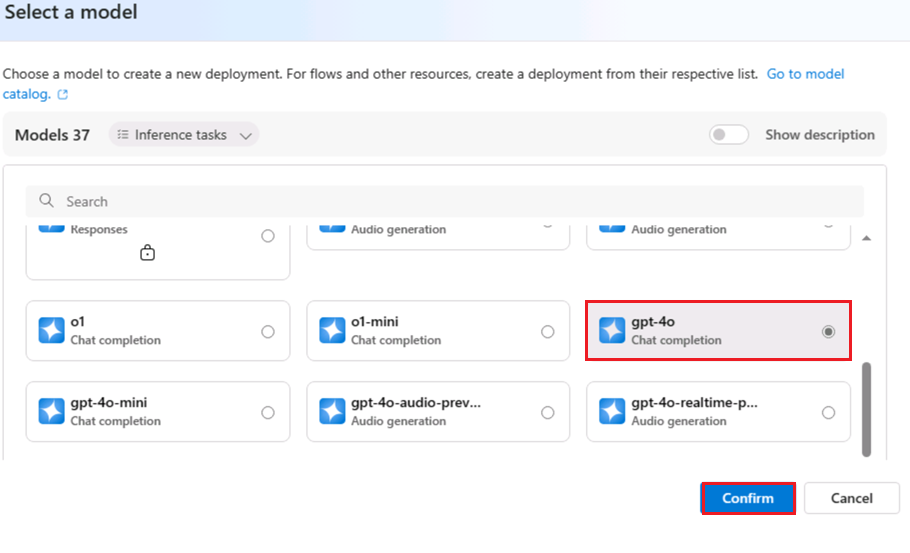 Select a model
Choose a model to create a new deployment. For flows and other resources, create a deployment from their respective list. Go to model
catalog.
Models 37 Inference tasks Show description
Search
Responses Audio generation Audio generation
o1 o1-mini gpt-4o
Chat completion Chat completion Chat completion
gpt-4o-mini gpt-4o-audio-prev... gpt-4o-realtime-p...
Chat completion Audio generation Audio generation
Confirm Cancel